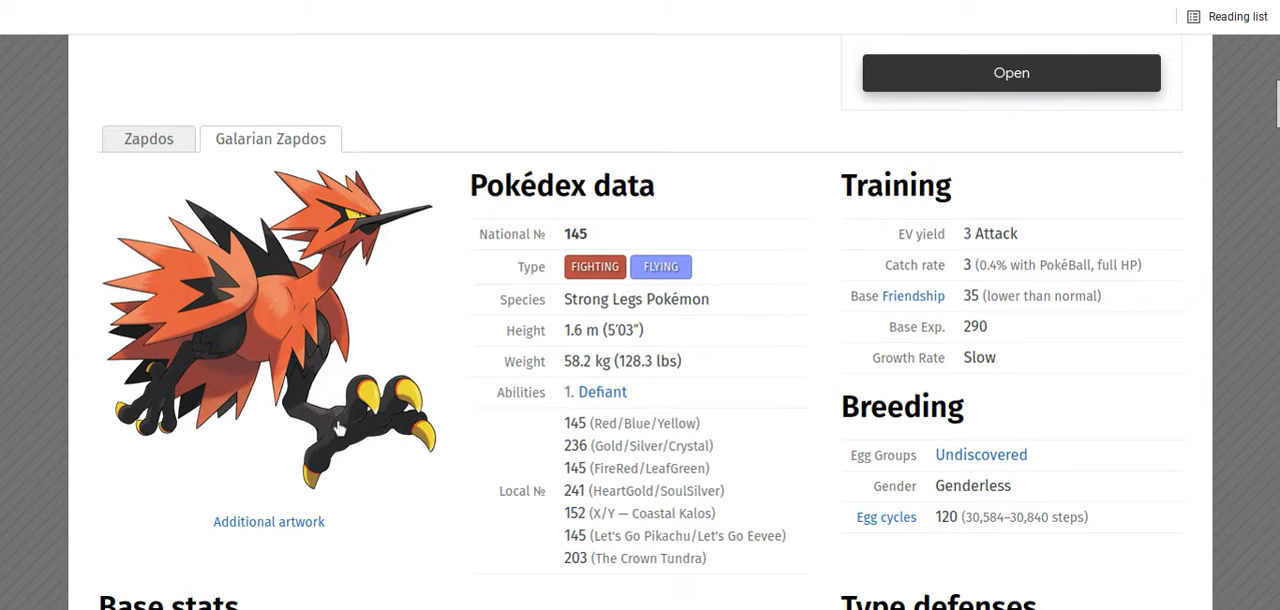 Reading list
Open
Zapdos
Galarian Zapdos
Additional artwork
Pokédex data
National № 145
Type FIGHTING FLYING
Species Strong Legs Pokémon
Height 1.6 m (5′03″)
Weight 58.2 kg (128.3 lbs)
Abilities 1. Defiant
145 (Red/Blue/Yellow)
236 (Gold/Silver/Crystal)
145 (FireRed/LeafGreen)
Local № 241 (HeartGold/SoulSilver)
152 (X/Y — Coastal Kalos)
145 (Let's Go Pikachu/Let's Go Eevee)
203 (The Crown Tundra)
Training
EV yield 3 Attack
Catch rate 3 (0.4% with PokéBall, full HP)
Base Friendship 35 (lower than normal)
Base Exp. 290
Growth Rate Slow
Breeding
Egg Groups Undiscovered
Gender Genderless
Egg cycles 120 (30,584–30,840 steps)
Base stats
Type defenses